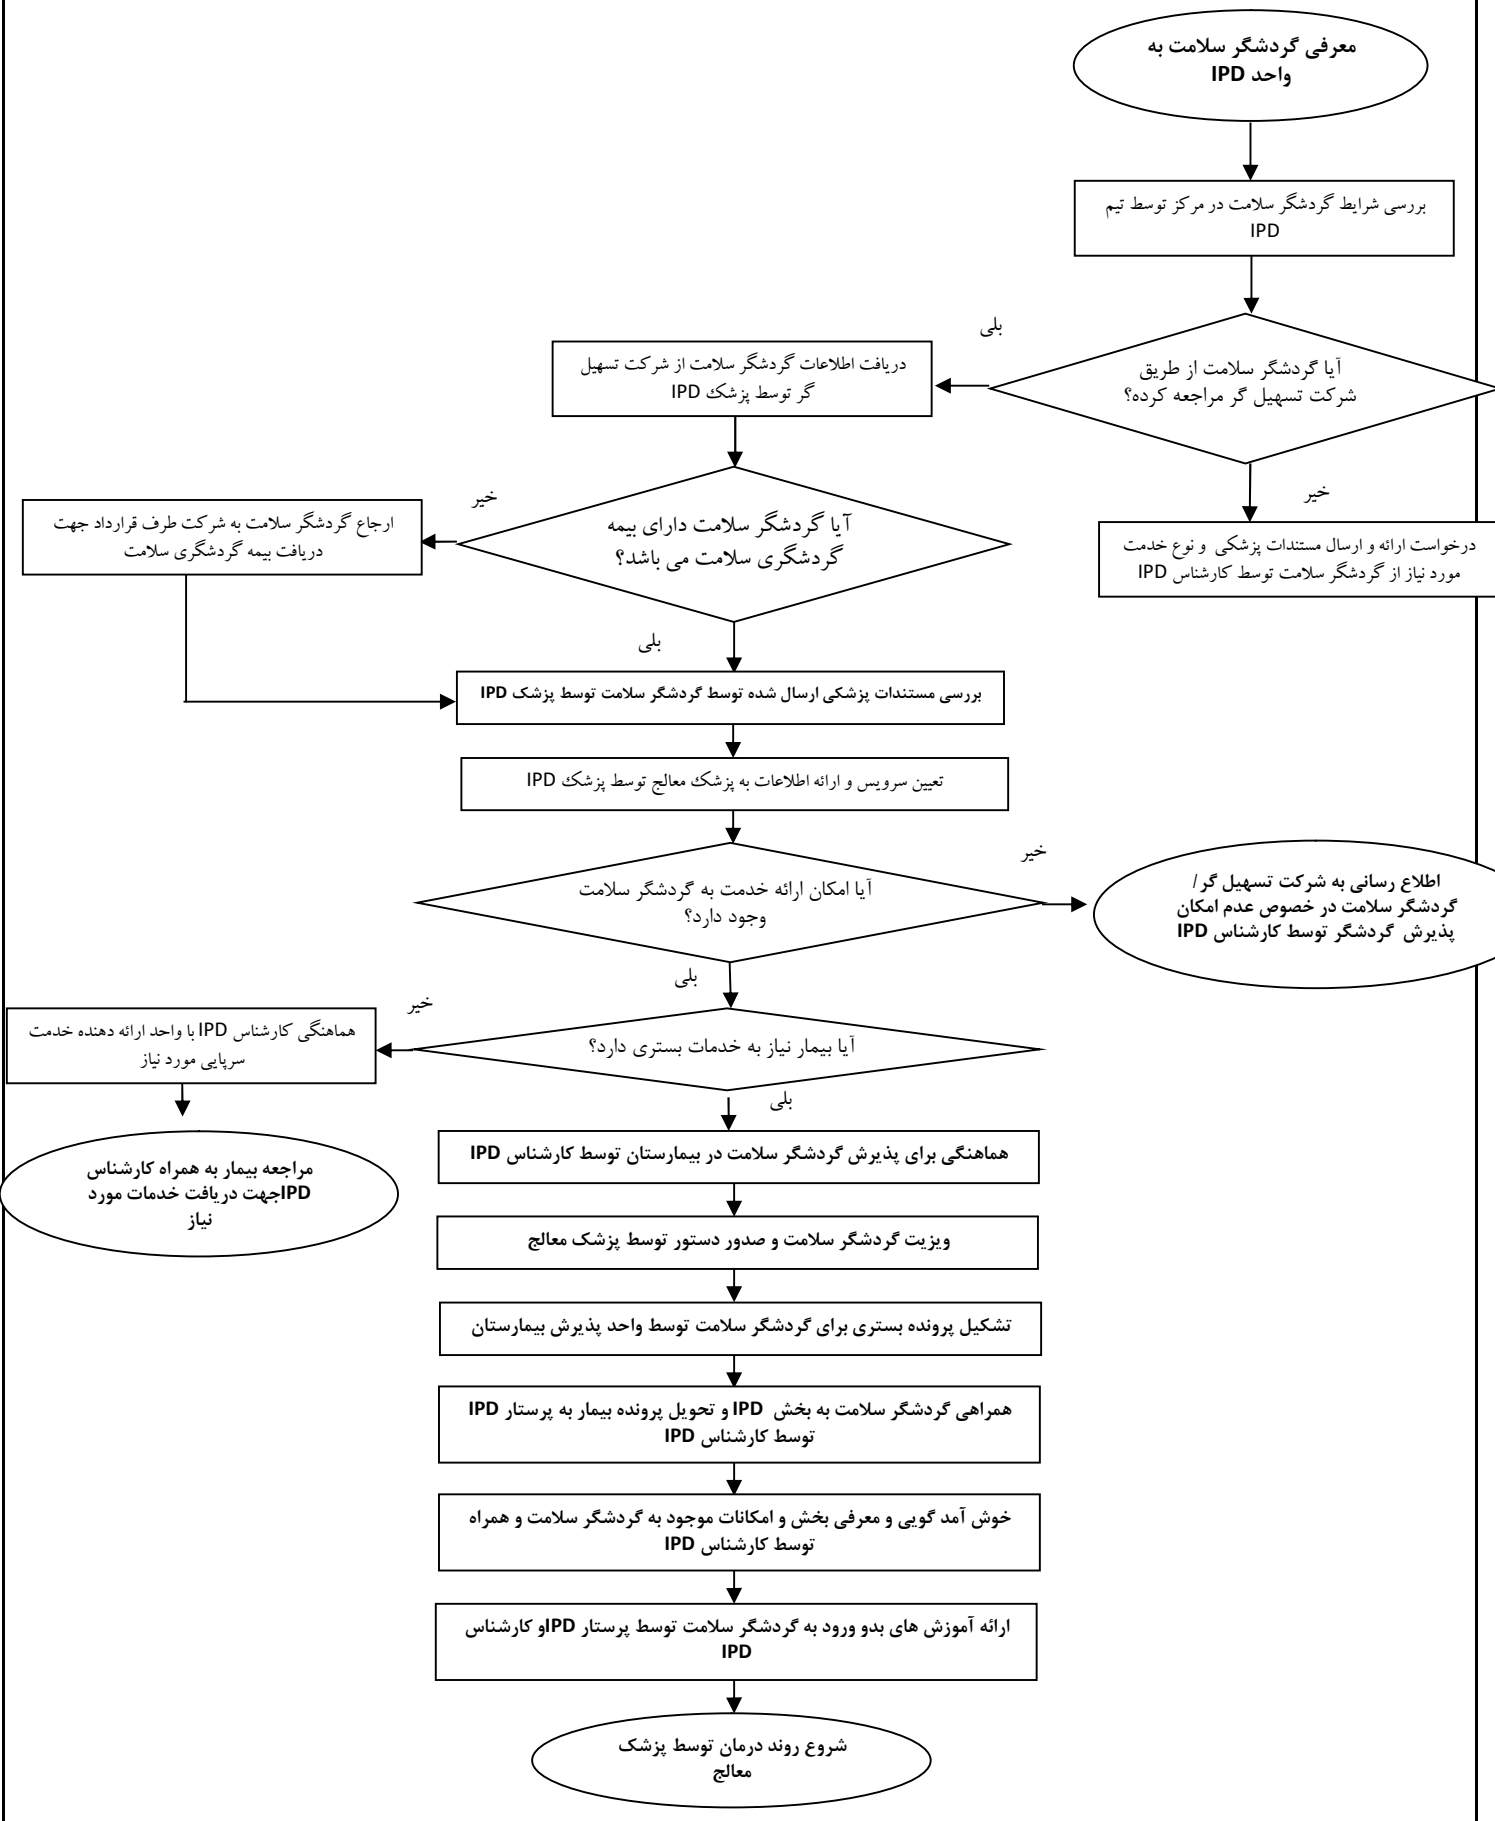 معرفی گردشگر سلامت به
واحد IPD
بررسی شرایط گردشگر سلامت در مرکز توسط تیم
IPD
آیا گردشگر سلامت از طریق
شرکت تسهیل گر مراجعه کرده؟
بلی
خیر
دریافت اطلاعات گردشگر سلامت از شرکت تسهیل
گر توسط پزشک IPD
درخواست ارائه و ارسال مستندات پزشکی و نوع خدمت
مورد نیاز از گردشگر سلامت توسط کارشناس IPD
آیا گردشگر سلامت دارای بیمه
گردشگری سلامت می باشد؟
خیر
بلی
ارجاع گردشگر سلامت به شرکت طرف قرارداد جهت
دریافت بیمه گردشگری سلامت
بررسی مستندات پزشکی ارسال شده توسط گردشگر سلامت توسط پزشک IPD
تعیین سرویس و ارائه اطلاعات به پزشک معالج توسط پزشک IPD
آیا امکان ارائه خدمت به گردشگر سلامت
وجود دارد؟
خیر
بلی
اطلاع رسانی به شرکت تسهیل گر/
گردشگر سلامت در خصوص عدم امکان
پذیرش گردشگر توسط کارشناس IPD
آیا بیمار نیاز به خدمات بستری دارد؟
خیر
بلی
هماهنگی کارشناس IPD با واحد ارائه دهنده خدمت
سرپایی مورد نیاز
مراجعه بیمار به همراه کارشناس
IPDجهت دریافت خدمات مورد
نیاز
هماهنگی برای پذیرش گردشگر سلامت در بیمارستان توسط کارشناس IPD
ویزیت گردشگر سلامت و صدور دستور توسط پزشک معالج
تشکیل پرونده بستری برای گردشگر سلامت توسط واحد پذیرش بیمارستان
همراهی گردشگر سلامت به بخش IPD و تحویل پرونده بیمار به پرستار IPD
توسط کارشناس IPD
خوش آمد گویی و معرفی بخش و امکانات موجود به گردشگر سلامت و همراه
توسط کارشناس IPD
ارائه آموزش های بدو ورود به گردشگر سلامت توسط پرستار IPDو کارشناس
IPD
شروع روند درمان توسط پزشک
معالج